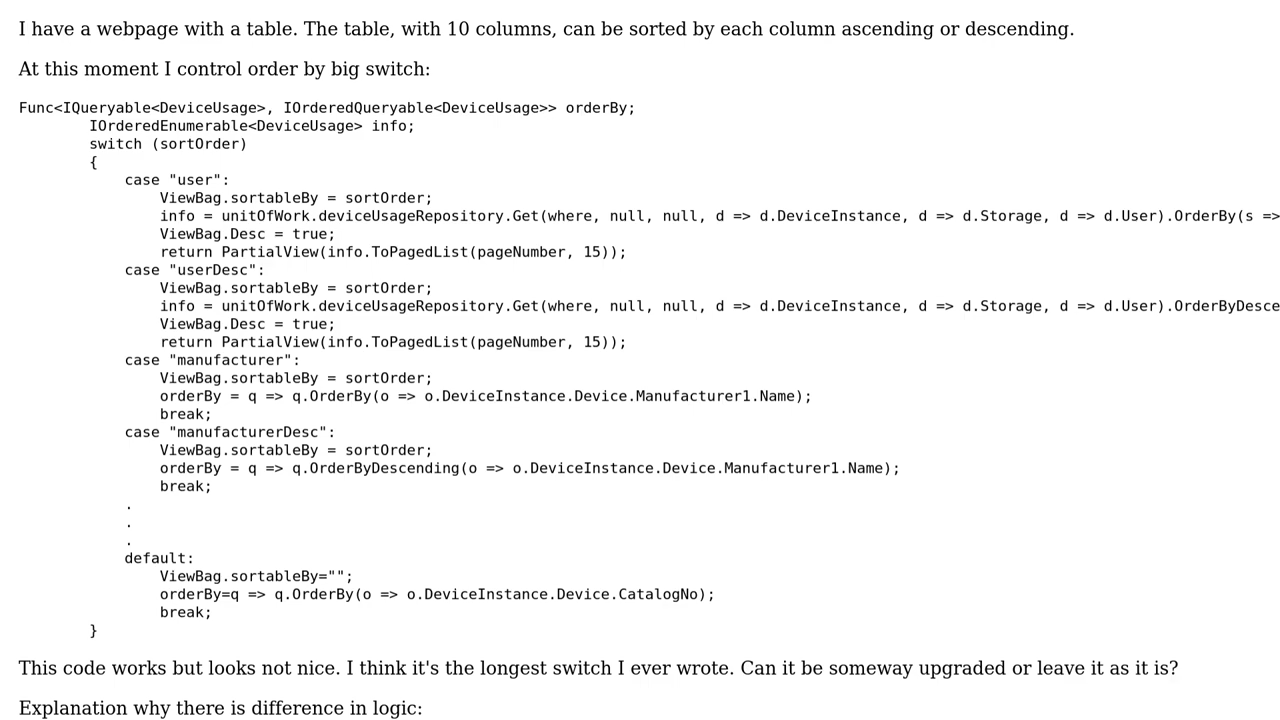 I have a webpage with a table. The table, with 10 columns, can be sorted by each column ascending or descending.
At this moment I control order by big switch:
Func<IQueryable<DeviceUsage>, IOrderedQueryable<DeviceUsage>> orderBy;
        IOrderedEnumerable<DeviceUsage> info;
        switch (sortOrder)
        {
            case "user":
                ViewBag.sortableBy = sortOrder;
                info = unitOfWork.deviceUsageRepository.Get(where, null, null, d => d.DeviceInstance, d => d.Storage, d => d.User).OrderBy(s =>
                ViewBag.Desc = true;
                return PartialView(info.ToPagedList(pageNumber, 15));
            case "userDesc":
                ViewBag.sortableBy = sortOrder;
                info = unitOfWork.deviceUsageRepository.Get(where, null, null, d => d.DeviceInstance, d => d.Storage, d => d.User).OrderByDesce
                ViewBag.Desc = true;
                return PartialView(info.ToPagedList(pageNumber, 15));
            case "manufacturer":
                ViewBag.sortableBy = sortOrder;
                orderBy = q => q.OrderBy(o => o.DeviceInstance.Device.Manufacturer1.Name);
                break;
            case "manufacturerDesc":
                ViewBag.sortableBy = sortOrder;
                orderBy = q => q.OrderByDescending(o => o.DeviceInstance.Device.Manufacturer1.Name);
                break;
            .
            .
            .
            default:
                ViewBag.sortableBy="";
                orderBy=q => q.OrderBy(o => o.DeviceInstance.Device.CatalogNo);
                break;
        }
This code works but looks not nice. I think it's the longest switch I ever wrote. Can it be someway upgraded or leave it as it is?
Explanation why there is difference in logic: